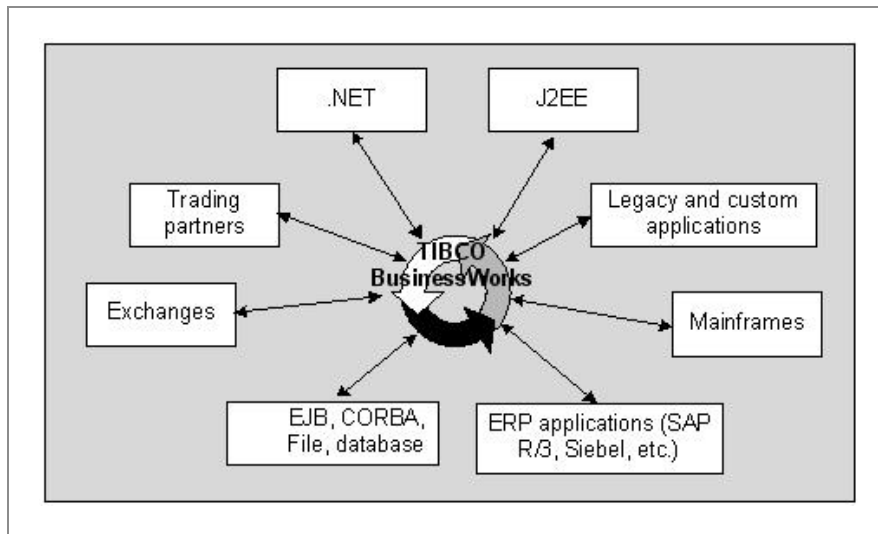 .NET
J2EE
Trading
partners
Legacy and custom
applications
TIBCO
BusinessWorks
Exchanges
Mainframes
EJB, CORBA,
File, database
ERP applications (SAP
R/3, Siebel, etc.)